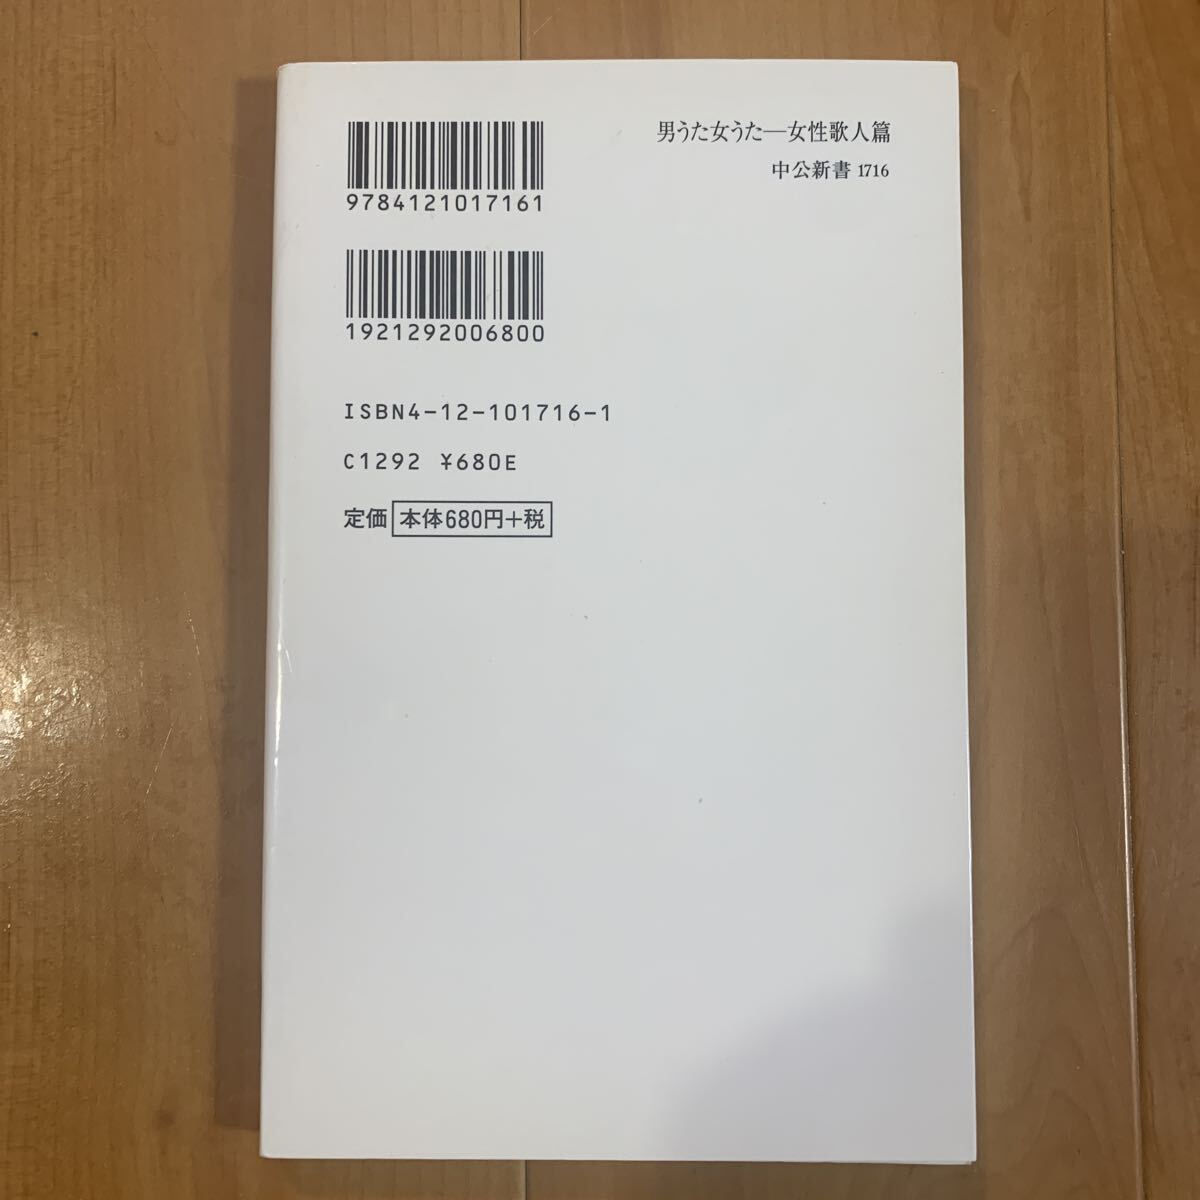 男うた女うた―女性歌人篇
中公新書 1716
9784121017161
1921292006800
ISBN4-12-101716-1
C1292 ¥680E
定価 本体680円+税